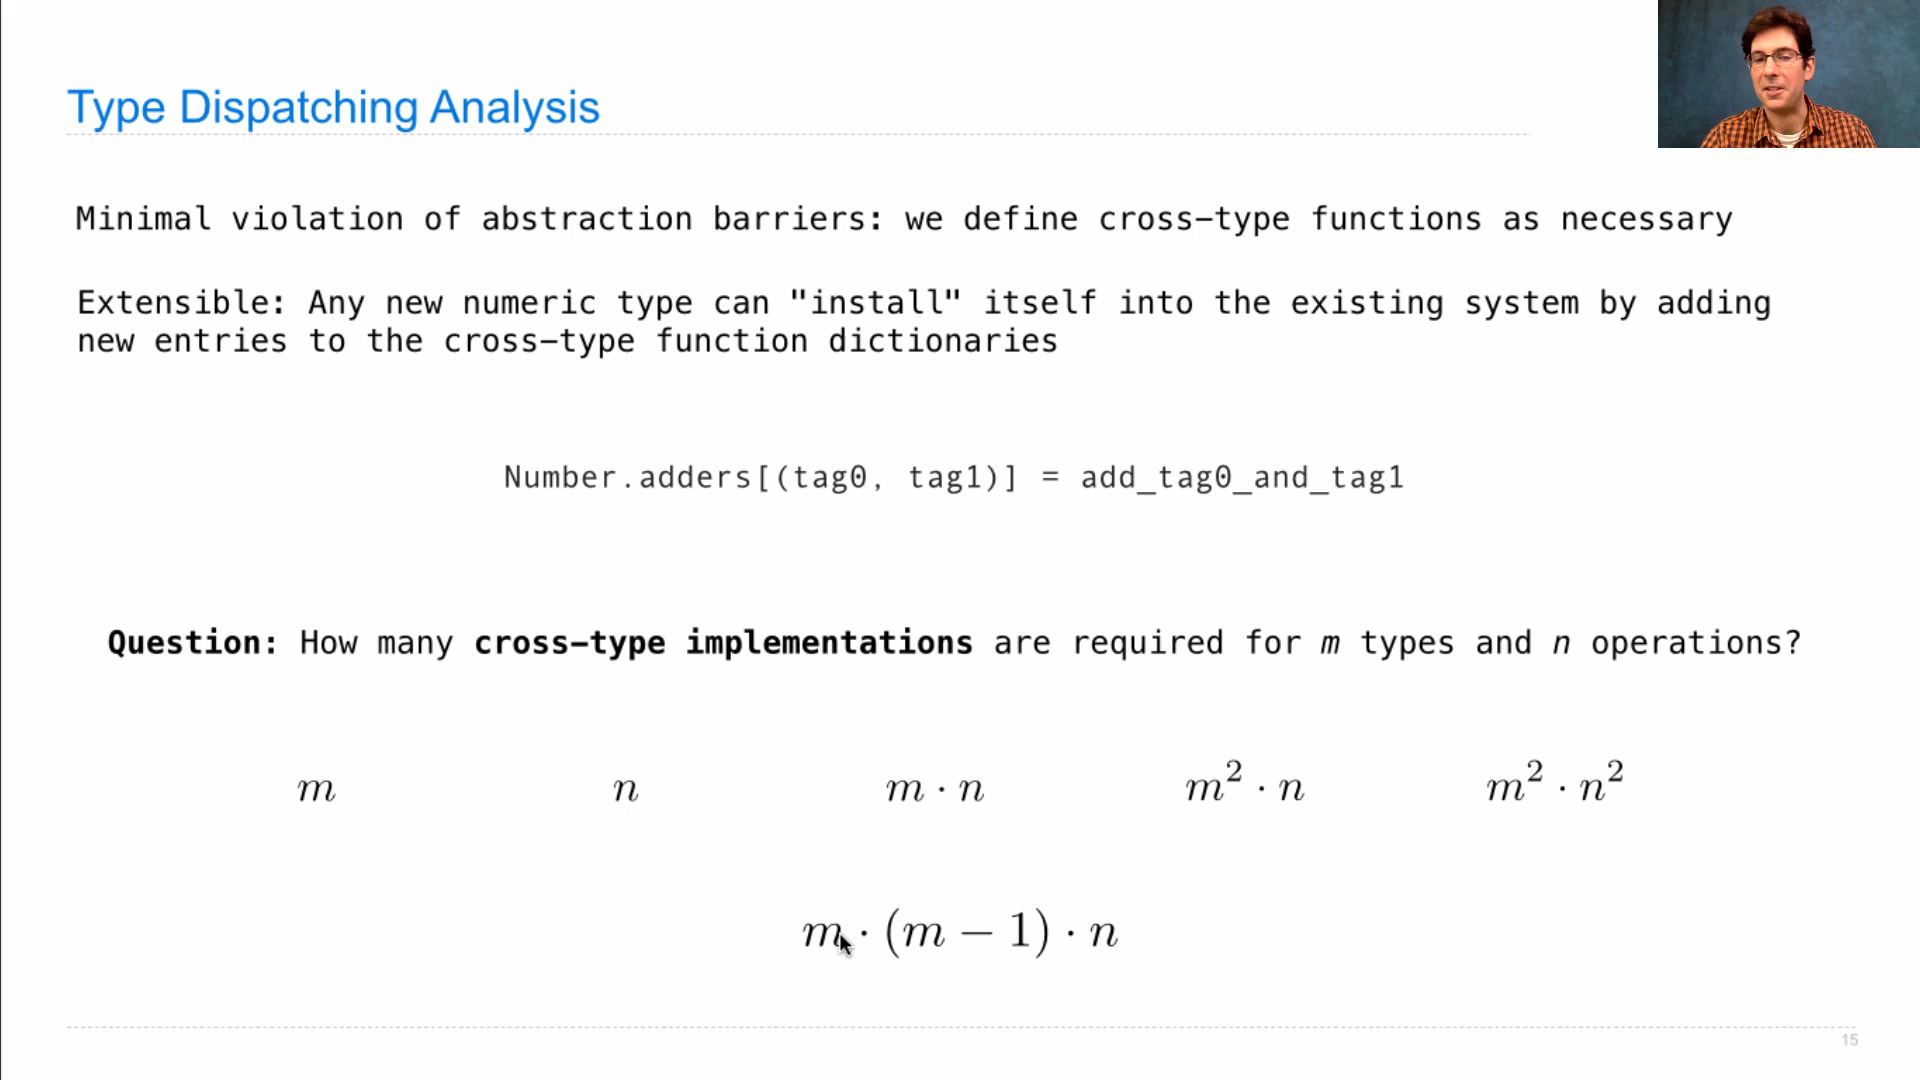 Type Dispatching Analysis
Minimal violation of abstraction barriers: we define cross-type functions as necessary
Extensible: Any new numeric type can "install" itself into the existing system by adding
new entries to the cross-type function dictionaries
Number.adders[(tag0, tag1)] = add_tag0_and_tag1
Question: How many cross-type implementations are required for m types and n operations?
m n m · n m² · n m² · n²
m · (m − 1) · n
15